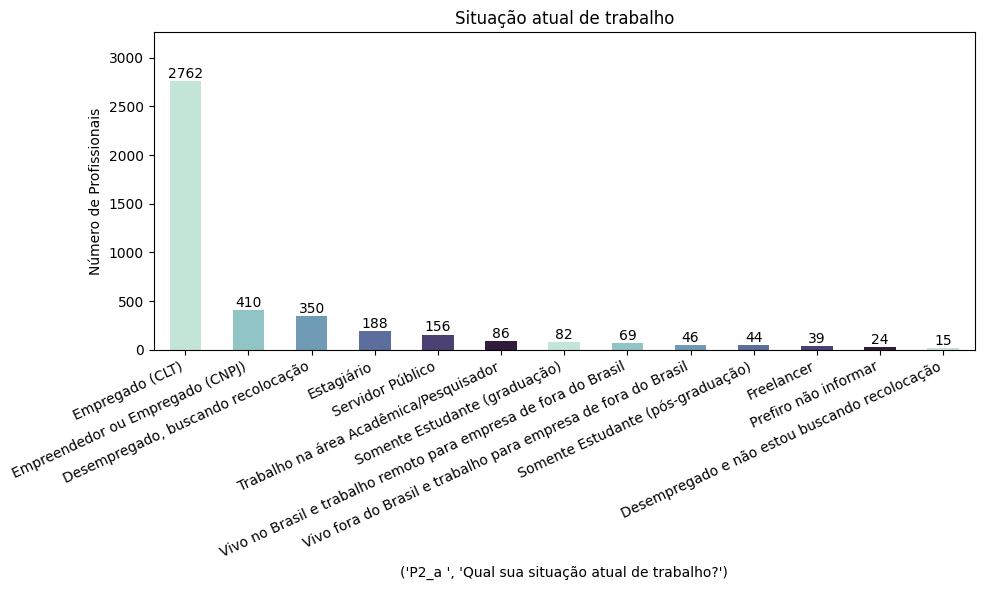 Situação atual de trabalho
Número de Profissionais
3000
2500
2000
1500
1000
500
0
2762
410
350
188
156
86
82
69
46
44
39
24
15
Empregado (CLT)
Empreendedor ou Empregado (CNPJ)
Desempregado, buscando recolocação
Estagiário
Servidor Público
Trabalho na área Acadêmica/Pesquisador
Somente Estudante (graduação)
Vivo no Brasil e trabalho remoto para empresa de fora do Brasil
Vivo fora do Brasil e trabalho para empresa de fora do Brasil
Somente Estudante (pós-graduação)
Freelancer
Prefiro não informar
Desempregado e não estou buscando recolocação
('P2_a ', 'Qual sua situação atual de trabalho?')